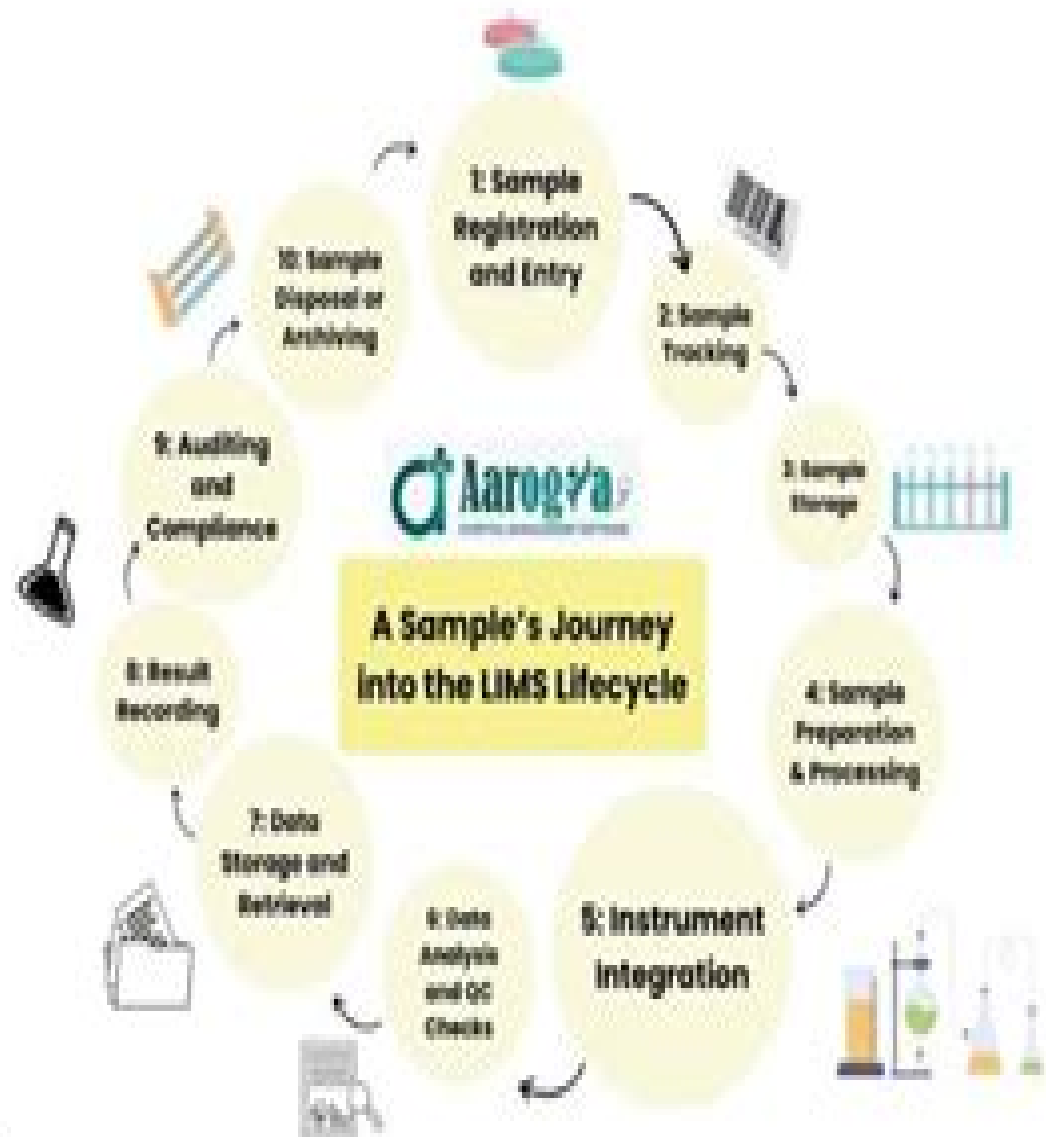 1: Sample
Registration
and Entry
2: Sample
Tracking
3: Sample
Storage
4: Sample
Preparation
& Processing
5: Instrument
Integration
6: Data
Analysis
and QC
Checks
7: Data
Storage and
Retrieval
8: Result
Recording
9: Auditing
and
Compliance
10: Sample
Disposal or
Archiving
Aarogya
A Sample's Journey
into the LIMS Lifecycle